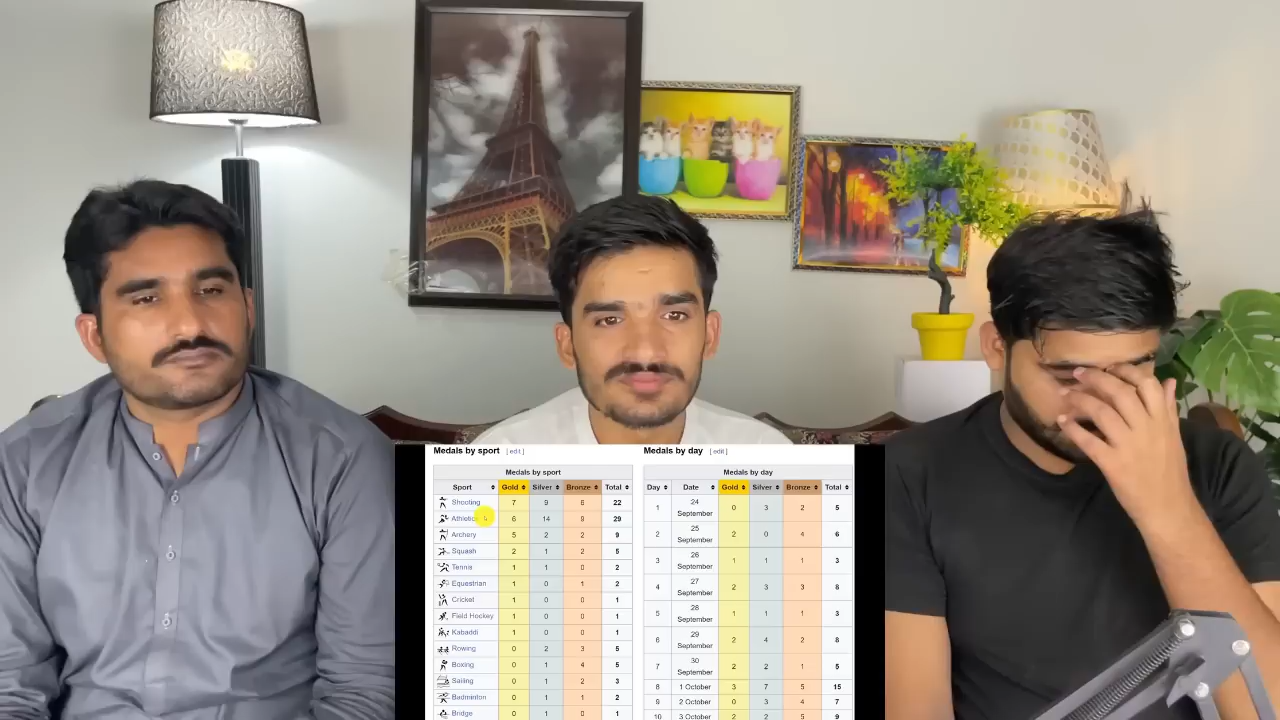 Medals by sport [ edit ]
Medals by sport
Sport Gold Silver Bronze Total
Shooting 7 9 6 22
Athletic 6 14 9 29
Archery 5 2 2 9
Squash 2 1 2 5
Tennis 1 1 0 2
Equestrian 1 0 1 2
Cricket 1 0 0 1
Field Hockey 1 0 0 1
Kabaddi 1 0 0 1
Rowing 0 2 3 5
Boxing 0 1 4 5
Sailing 0 1 2 3
Badminton 0 1 1 2
Bridge 0 1 0 1
Medals by day [ edit ]
Medals by day
Day Date Gold Silver Bronze Total
1 24 September 0 3 2 5
2 25 September 2 0 4 6
3 26 September 1 1 1 3
4 27 September 2 3 3 8
5 28 September 1 1 1 3
6 29 September 2 4 2 8
7 30 September 2 2 1 5
8 1 October 3 7 5 15
9 2 October 0 3 4 7
10 3 October 2 2 5 9